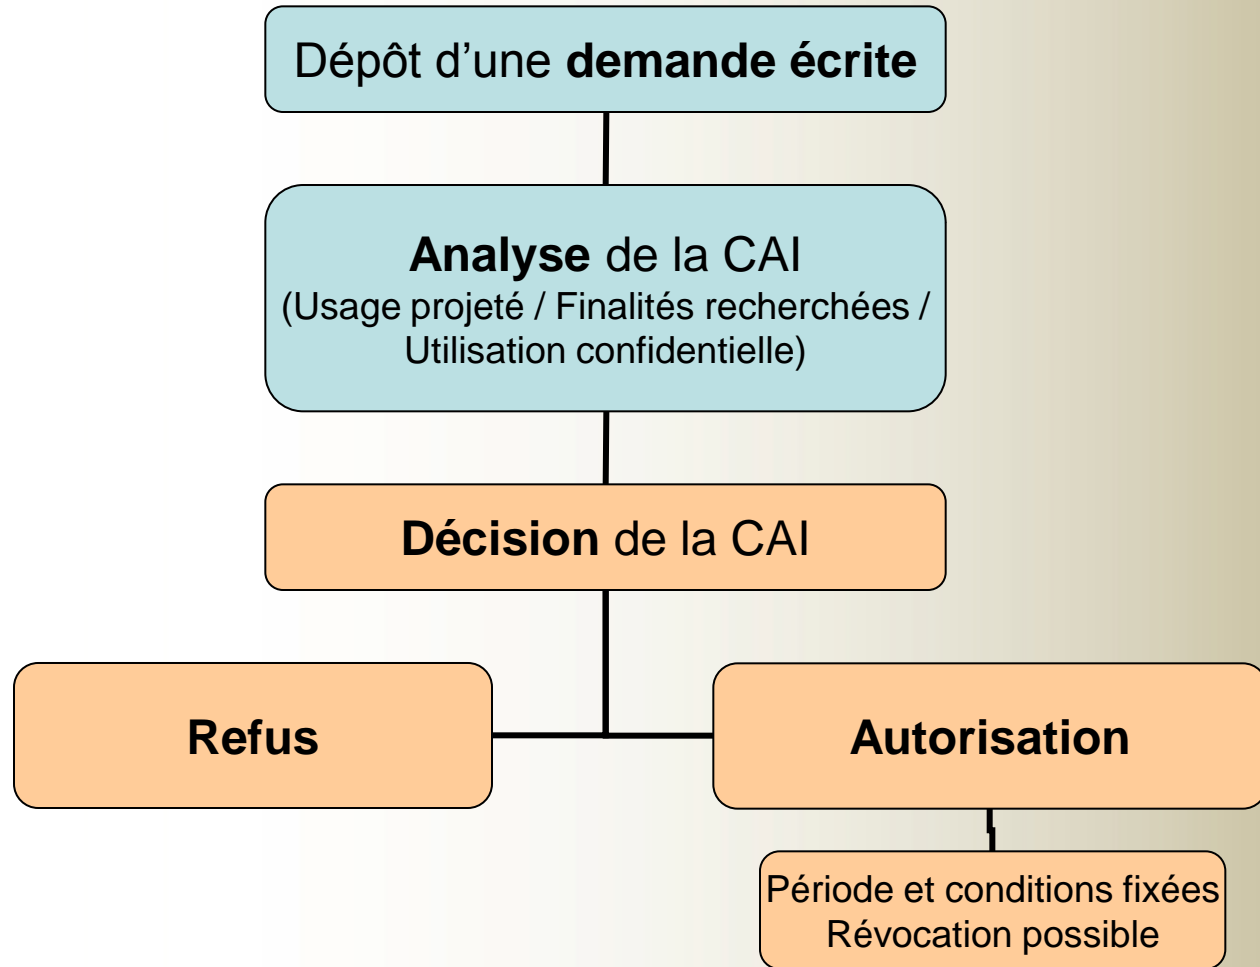 Dépôt d’une demande écrite
Analyse de la CAI
(Usage projeté / Finalités recherchées /
Utilisation confidentielle)
Décision de la CAI
Refus
Autorisation
Période et conditions fixées
Révocation possible